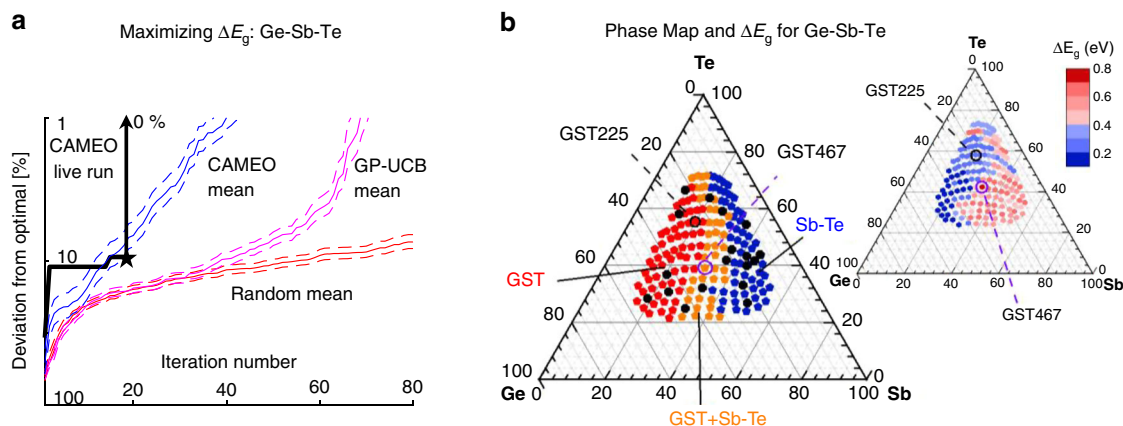 a
Maximizing ΔEg: Ge-Sb-Te
Deviation from optimal [%]
1
10
100
CAMEO
live run
0 %
CAMEO
mean
GP-UCB
mean
Random mean
Iteration number
20
40
60
80
b
Phase Map and ΔEg for Ge-Sb-Te
Te
0
100
20
80
40
60
60
40
80
20
100
0
Ge
0
20
40
60
80
100
Sb
GST225
GST467
Sb-Te
GST
GST+Sb-Te
Te
0
100
20
80
40
60
60
40
80
20
100
0
Ge
0
20
40
60
80
100
Sb
GST225
GST467
ΔEg (eV)
0.8
0.6
0.4
0.2